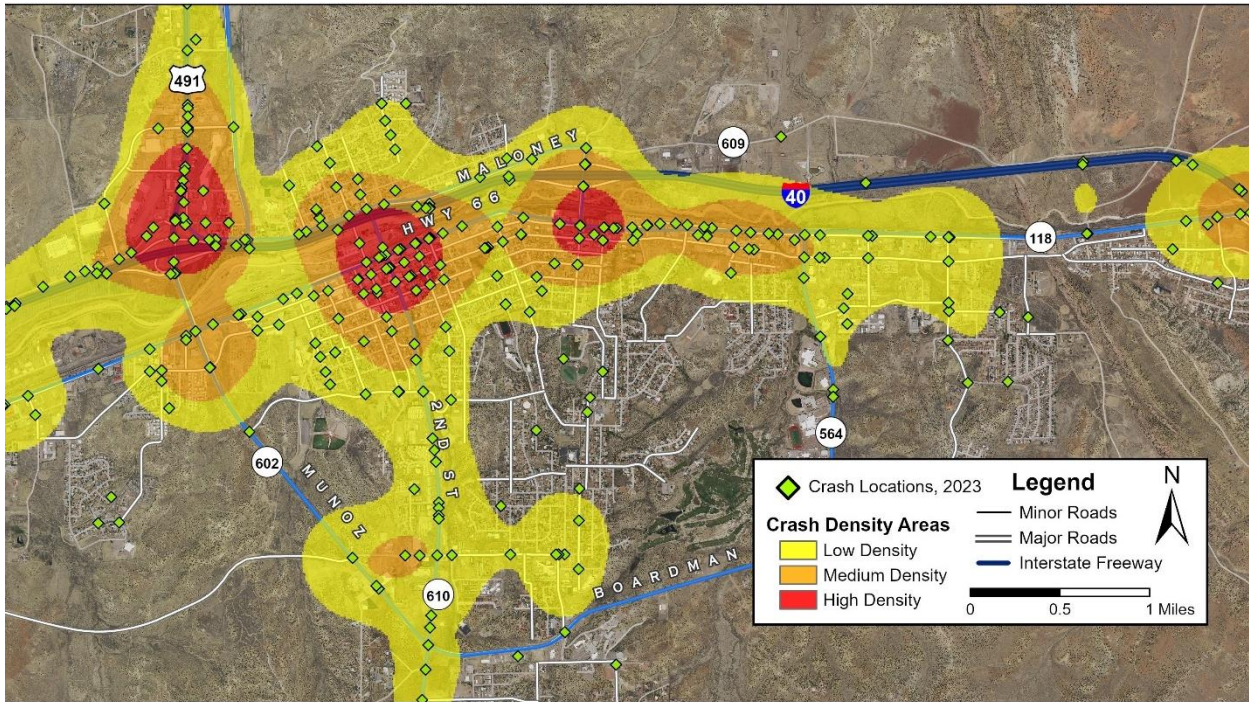 491
MALONEY
609
HWY 66
40
118
2ND ST
564
602
MUNOZ
BOARDMAN
610
Legend
N
Crash Locations, 2023
Crash Density Areas
Low Density
Medium Density
High Density
Minor Roads
Major Roads
Interstate Freeway
0 0.5 1 Miles